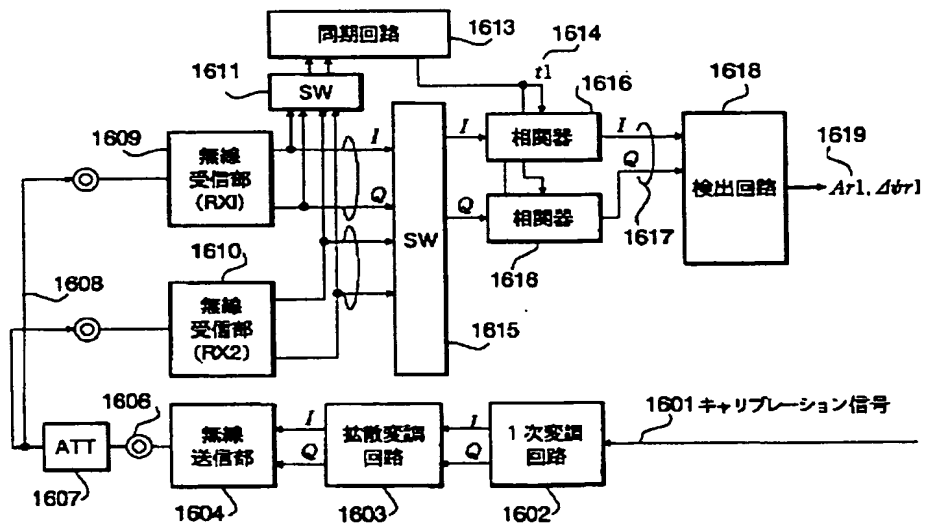 同期回路
1613
1614
t1
1611
SW
1616
1618
1609
無線
受信部
(RX1)
I
Q
SW
I
Q
相関器
相関器
I
Q
1617
1616
検出回路
1619
Ar1, Δψr1
1610
無線
受信部
(RX2)
1608
1615
1606
ATT
1607
無線
送信部
1604
I
Q
拡散変調
回路
1603
I
Q
1次変調
回路
1602
1601 キャリブレーション信号